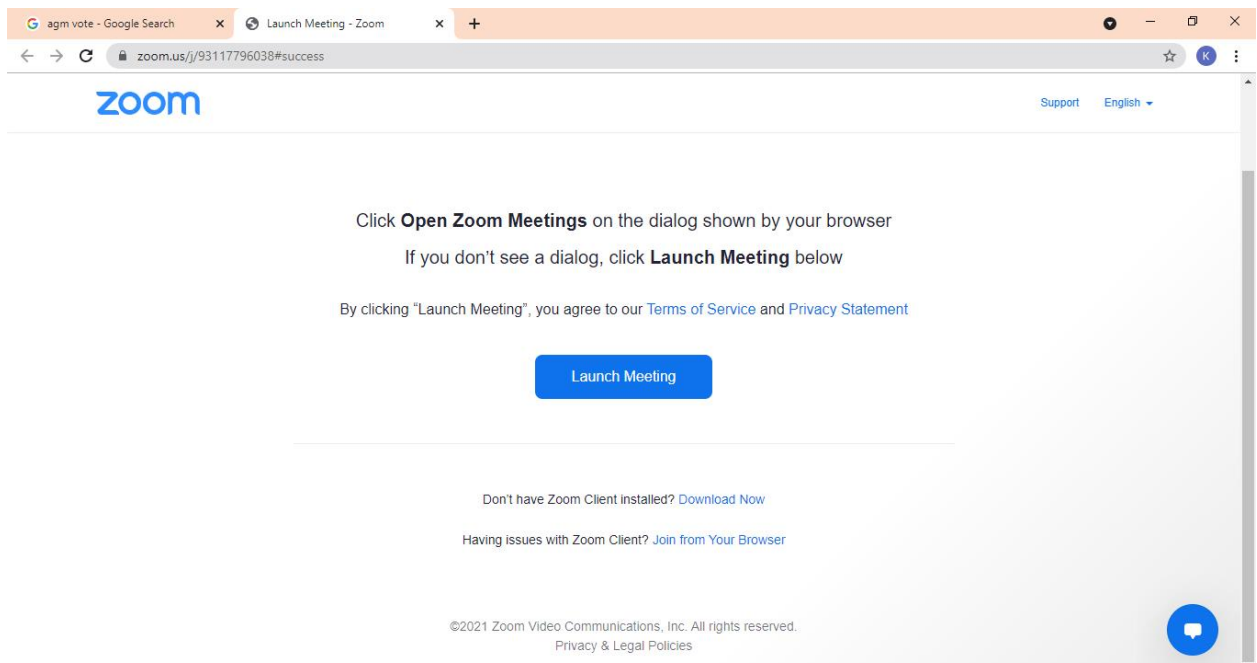 agm vote - Google Search
Launch Meeting - Zoom
zoom.us/j/93117796038#success
K
zoom
Support
English
Click Open Zoom Meetings on the dialog shown by your browser
If you don't see a dialog, click Launch Meeting below
By clicking “Launch Meeting”, you agree to our Terms of Service and Privacy Statement
Launch Meeting
Don't have Zoom Client installed? Download Now
Having issues with Zoom Client? Join from Your Browser
©2021 Zoom Video Communications, Inc. All rights reserved.
Privacy & Legal Policies